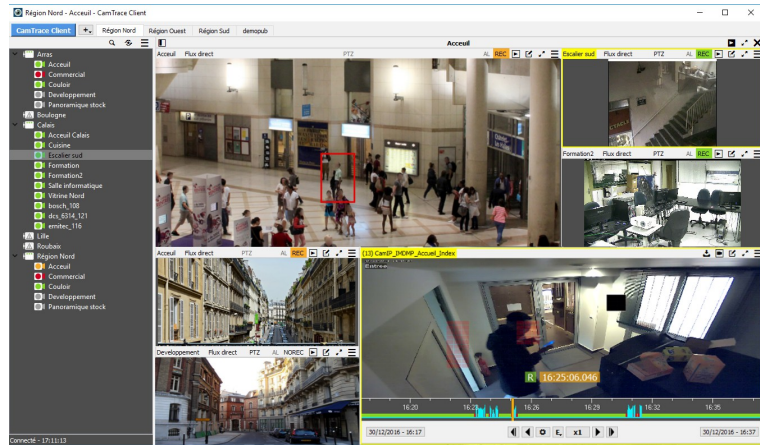 Région Nord - Acceuil - CamTrace Client
CamTrace Client
Région Nord
Région Ouest
Région Sud
demopub
Acceuil
Arras
Acceuil
Commercial
Couloir
Developpement
Panoramique stock
Boulogne
Calais
Acceuil Calais
Cuisine
Escalier sud
Formation
Formation2
Salle informatique
Vitrine Nord
bosch_108
dcs_6314_121
ernitec_116
Lille
Roubaix
Région Nord
Acceuil
Commercial
Couloir
Developpement
Panoramique stock
Connecté - 17:11:13
Acceuil Flux direct PTZ AL REC
Escalier sud Flux direct PTZ AL REC
Formation2 Flux direct PTZ AL REC
Acceuil Flux direct PTZ AL REC
Developpement Flux direct PTZ AL NOREC
(13) CamIP_IMDMP_Accueil_Index
R 16:25:06.046
16:20 16:23 16:26 16:29 16:32 16:35
30/12/2016 - 16:17 E x1 30/12/2016 - 16:37